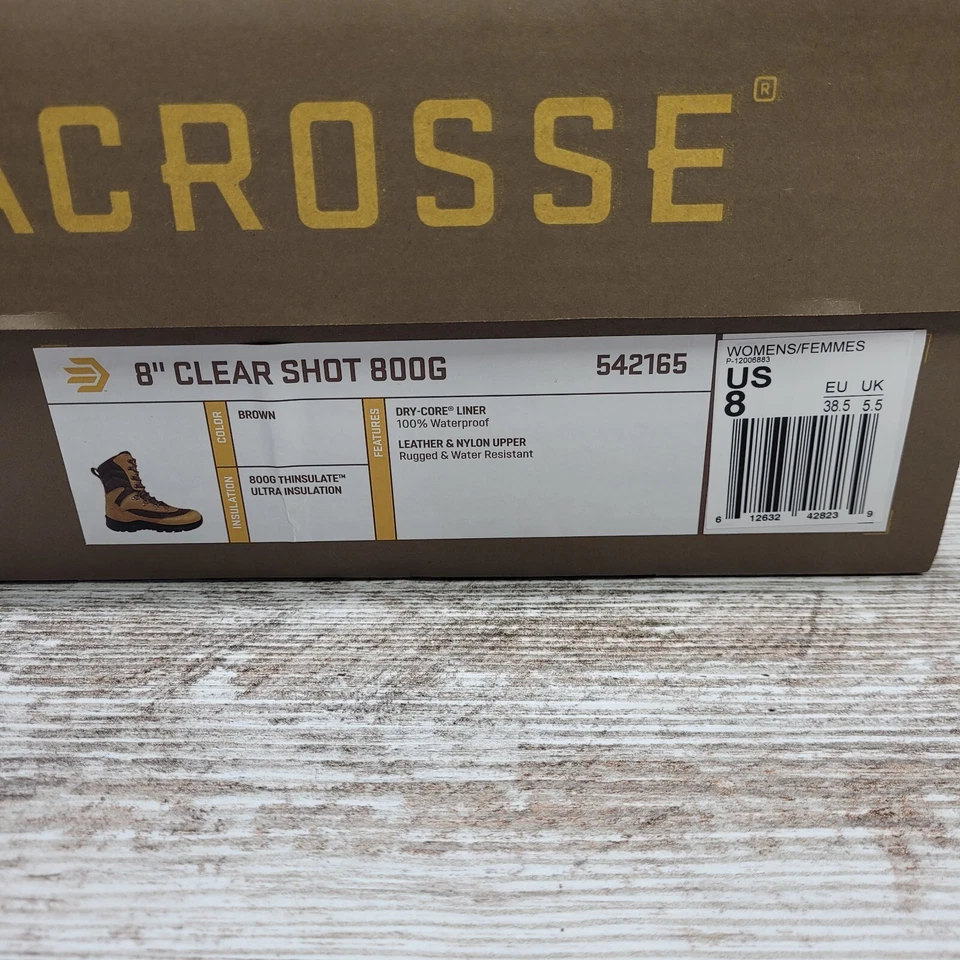 ACROSSE®
8" CLEAR SHOT 800G
542165
COLOR
BROWN
INSULATION
800G THINSULATE™
ULTRA INSULATION
FEATURES
DRY-CORE® LINER
100% Waterproof
LEATHER & NYLON UPPER
Rugged & Water Resistant
WOMENS/FEMMES
P-12006883
US
8
EU UK
38.5 5.5
6 12632 42823 9